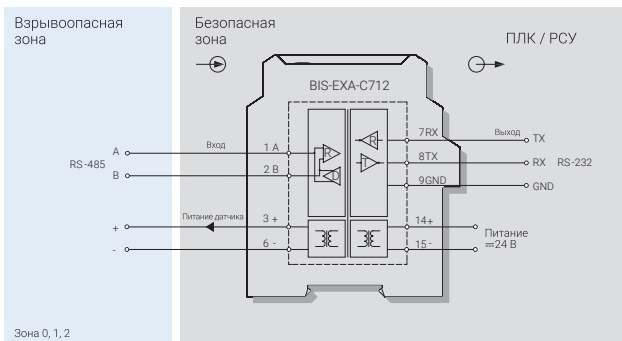 Взрывоопасная
зона
Безопасная
зона
ПЛК / РСУ
BIS-EXA-C712
RS-485
A
B
Вход
1 A
2 B
R
D
R
T
7RX
8TX
9GND
Выход
TX
RX
RS-232
GND
+
-
Питание датчика
3 +
6 -
14+
15-
Питание
⎓24 В
Зона 0, 1, 2